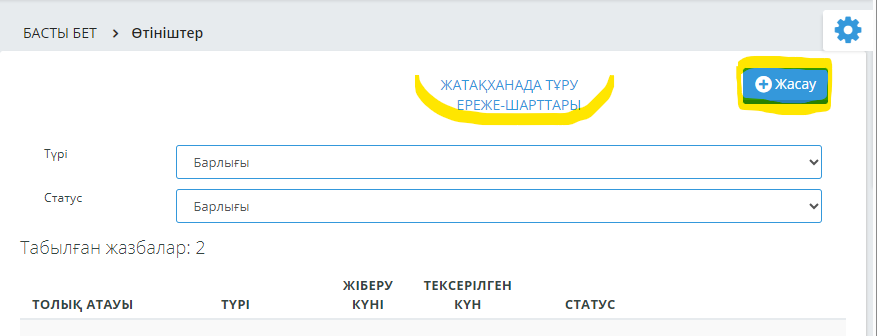 БАСТЫ БЕТ > Өтініштер
ЖАТАҚХАНАДА ТҰРУ
ЕРЕЖЕ-ШАРТТАРЫ
Жасау
Түрі
Барлығы
Статус
Барлығы
Табылған жазбалар: 2
ТОЛЫҚ АТАУЫ ТҮРІ ЖІБЕРУ КҮНІ ТЕКСЕРІЛГЕН КҮН СТАТУС